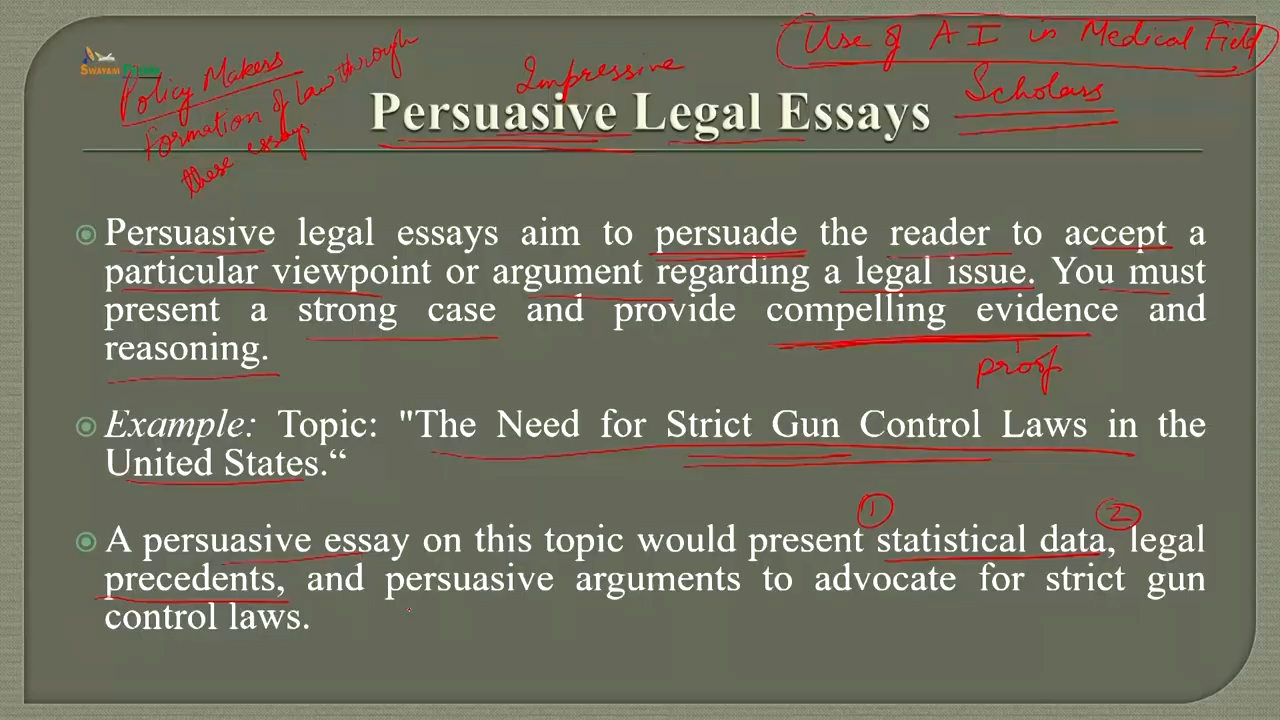 Use of AI in Medical Field
SWAYAM PRABHA
Policy Makers
Formation of law through
these essays
Impressive
Scholars
Persuasive Legal Essays
Persuasive legal essays aim to persuade the reader to accept a
particular viewpoint or argument regarding a legal issue. You must
present a strong case and provide compelling evidence and
reasoning.
proof
Example: Topic: "The Need for Strict Gun Control Laws in the
United States.“
1 2
A persuasive essay on this topic would present statistical data, legal
precedents, and persuasive arguments to advocate for strict gun
control laws.